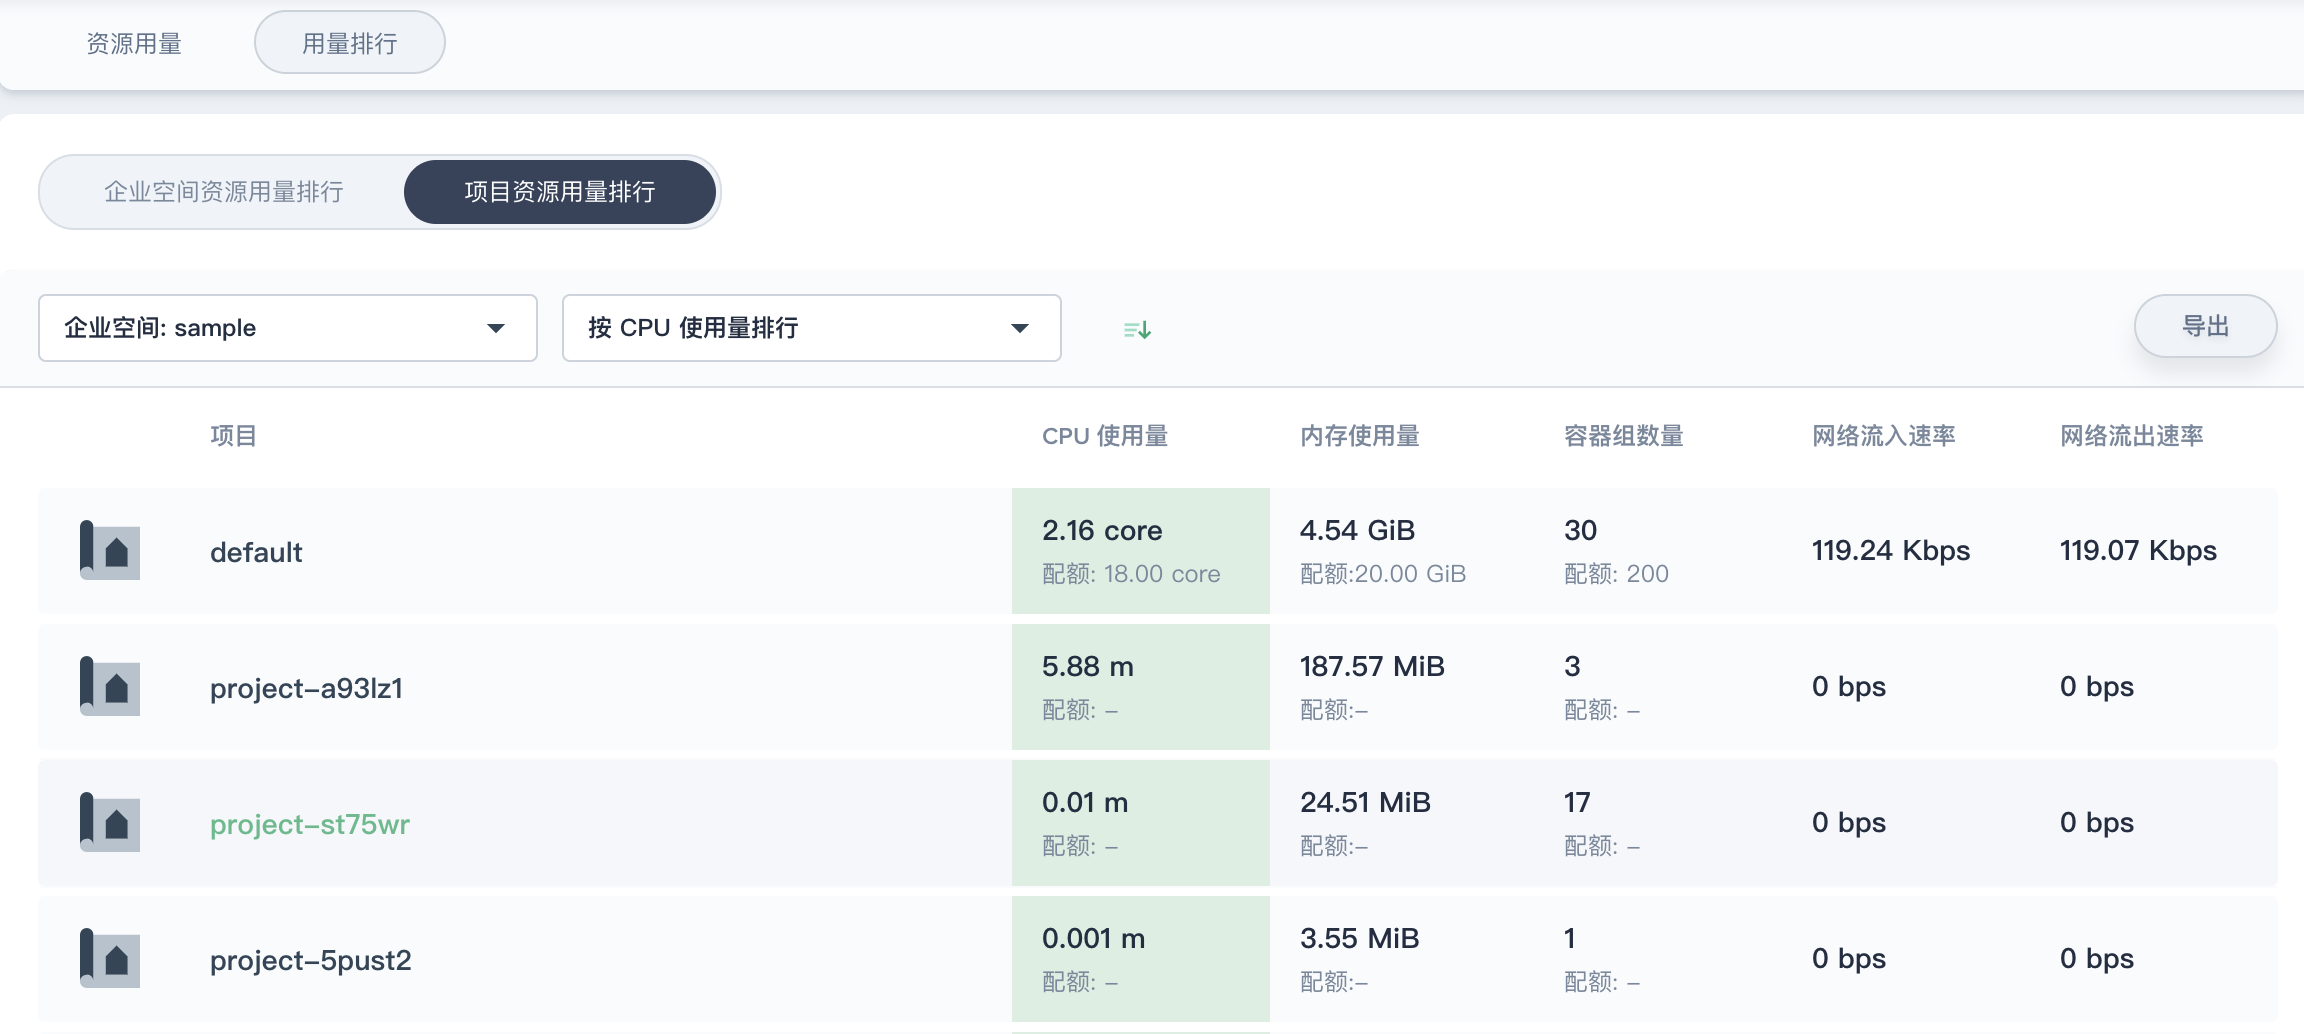 资源用量
用量排行
企业空间资源用量排行
项目资源用量排行
企业空间: sample
按 CPU 使用量排行
导出
项目
CPU 使用量
内存使用量
容器组数量
网络流入速率
网络流出速率
default
2.16 core
配额: 18.00 core
4.54 GiB
配额:20.00 GiB
30
配额: 200
119.24 Kbps
119.07 Kbps
project-a93lz1
5.88 m
配额: -
187.57 MiB
配额:-
3
配额: -
0 bps
0 bps
project-st75wr
0.01 m
配额: -
24.51 MiB
配额:-
17
配额: -
0 bps
0 bps
project-5pust2
0.001 m
配额: -
3.55 MiB
配额:-
1
配额: -
0 bps
0 bps